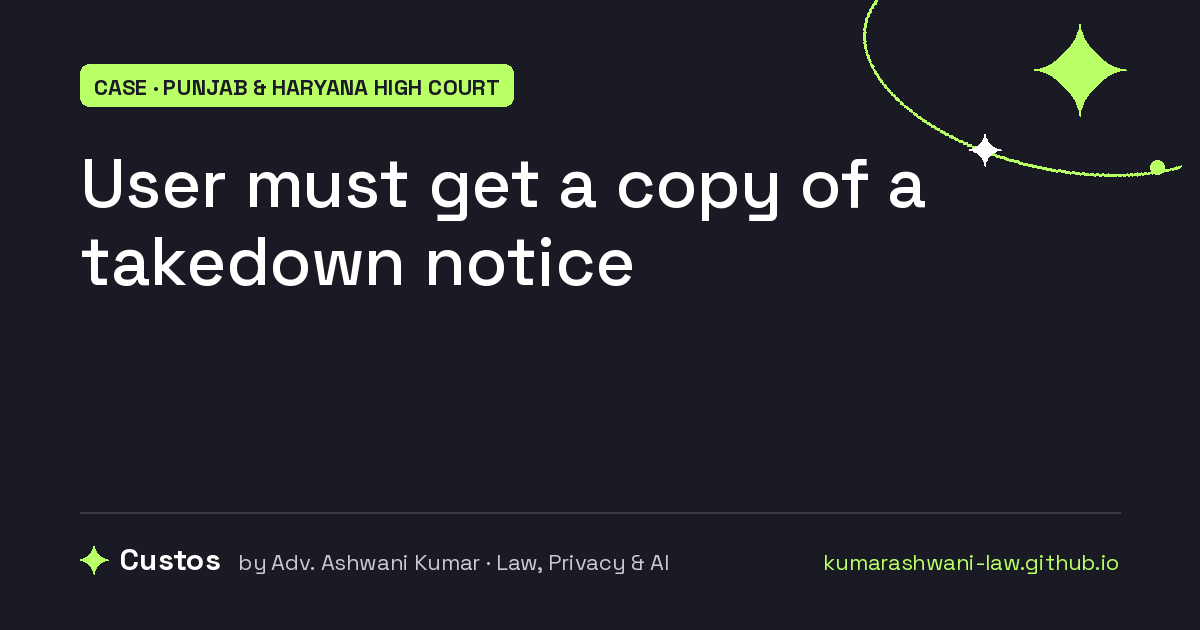 CASE · PUNJAB & HARYANA HIGH COURT
User must get a copy of a
takedown notice
Custos by Adv. Ashwani Kumar · Law, Privacy & AI
kumarashwani-law.github.io